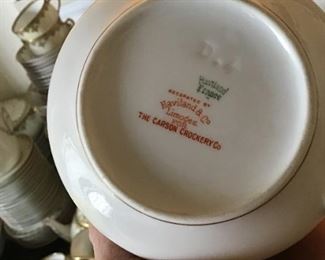 Haviland
France
DECORATED BY
Haviland & Co
Limoges
FOR
THE CARSON CROCKERY CO